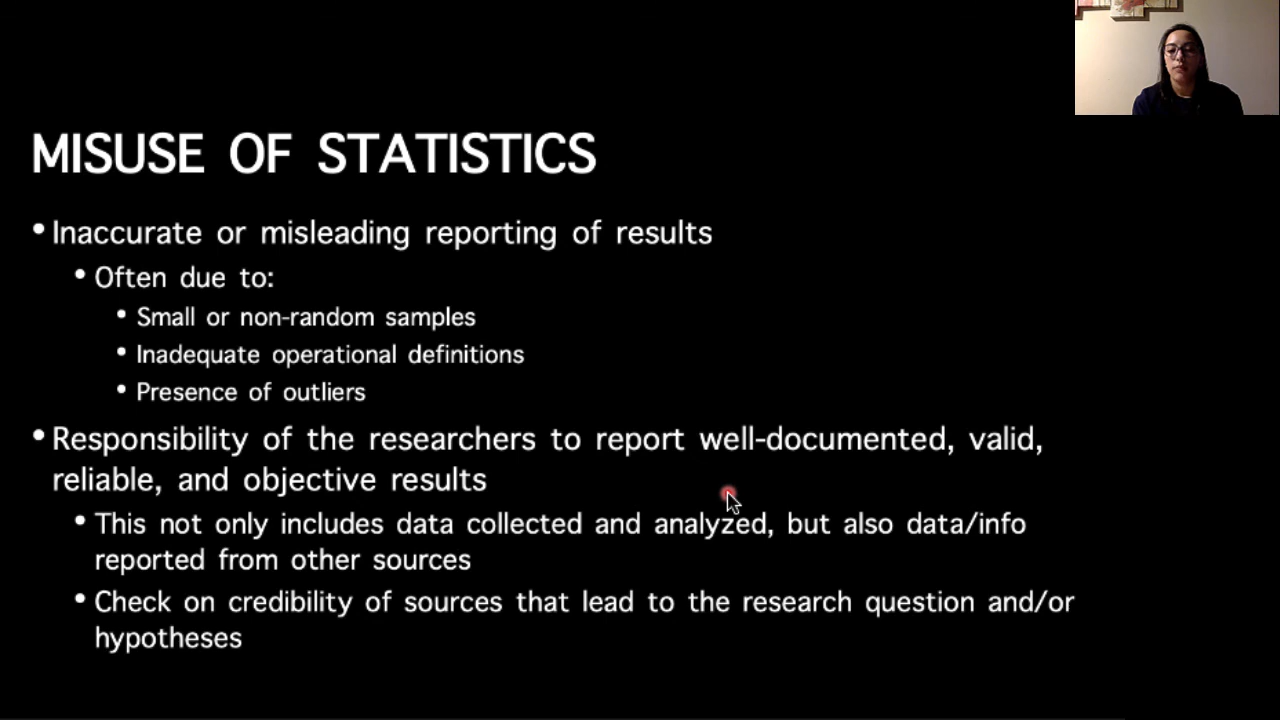 MISUSE OF STATISTICS
• Inaccurate or misleading reporting of results
• Often due to:
• Small or non-random samples
• Inadequate operational definitions
• Presence of outliers
• Responsibility of the researchers to report well-documented, valid,
reliable, and objective results
• This not only includes data collected and analyzed, but also data/info
reported from other sources
• Check on credibility of sources that lead to the research question and/or
hypotheses